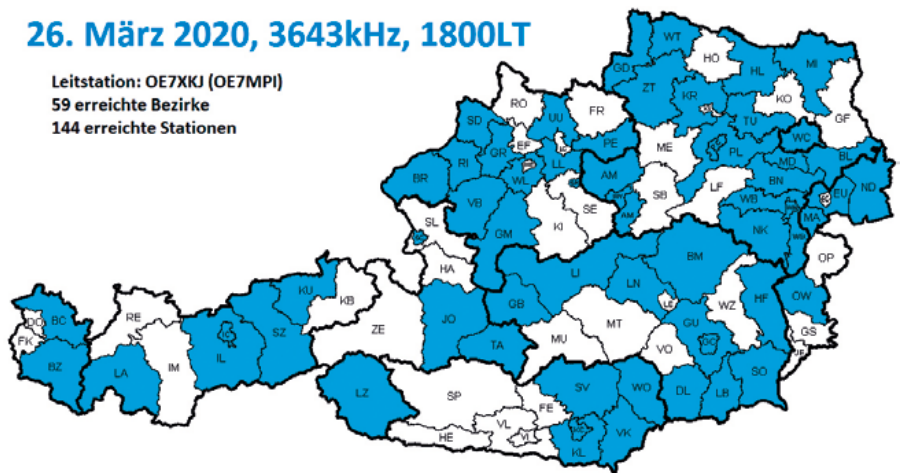 26. März 2020, 3643kHz, 1800LT
Leitstation: OE7XKJ (OE7MPI)
59 erreichte Bezirke
144 erreichte Stationen
WT
HO
GD
ZT
HL
MI
KR
KO
GF
RO
FR
SD
UU
TU
EF
ME
WC
PE
PL
GR
RI
LL
MD
BL
BR
WL
AM
BN
ND
VB
SE
SB
LF
WB
EU
SL
GM
KI
AM
NK
MA
HA
LI
BM
OP
KU
KB
LN
BC
DO
RE
ZE
JO
GB
LE
WZ
HF
OW
FK
SZ
MU
MT
GU
GS
BZ
LA
IM
IL
TA
VO
GC
LZ
SP
SV
WO
DL
LB
SO
FE
VL
HE
VI
KL
VK